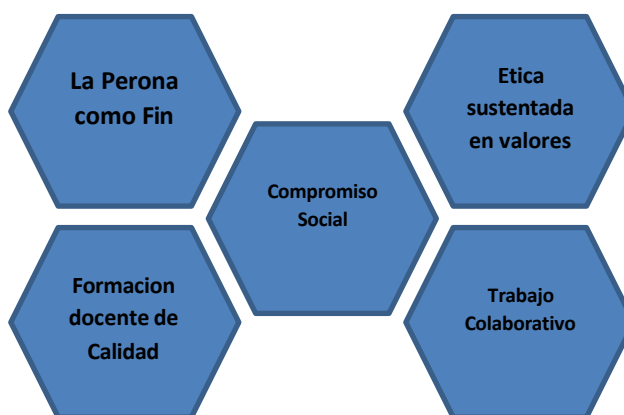 La Perona
como Fin
Etica
sustentada
en valores
Compromiso
Social
Formacion
docente de
Calidad
Trabajo
Colaborativo